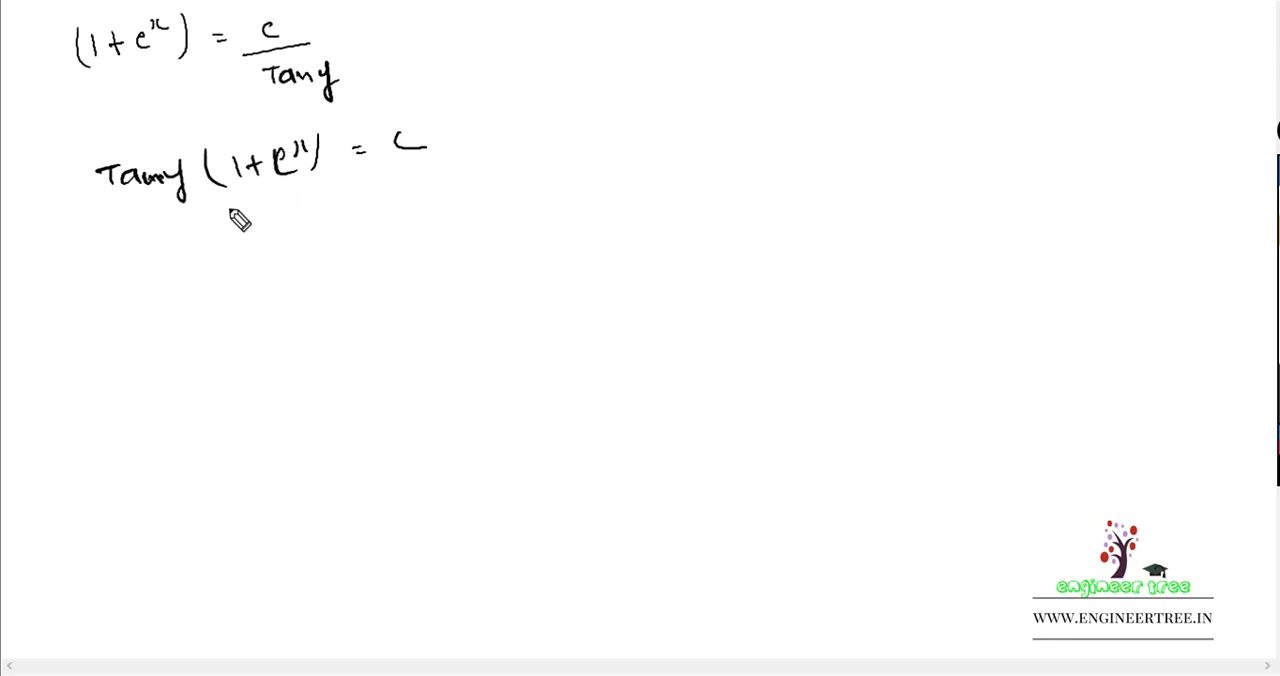 (1 + e^x) = c / Tan y
Tan y (1 + e^x) = c
engineer tree
WWW.ENGINEERTREE.IN